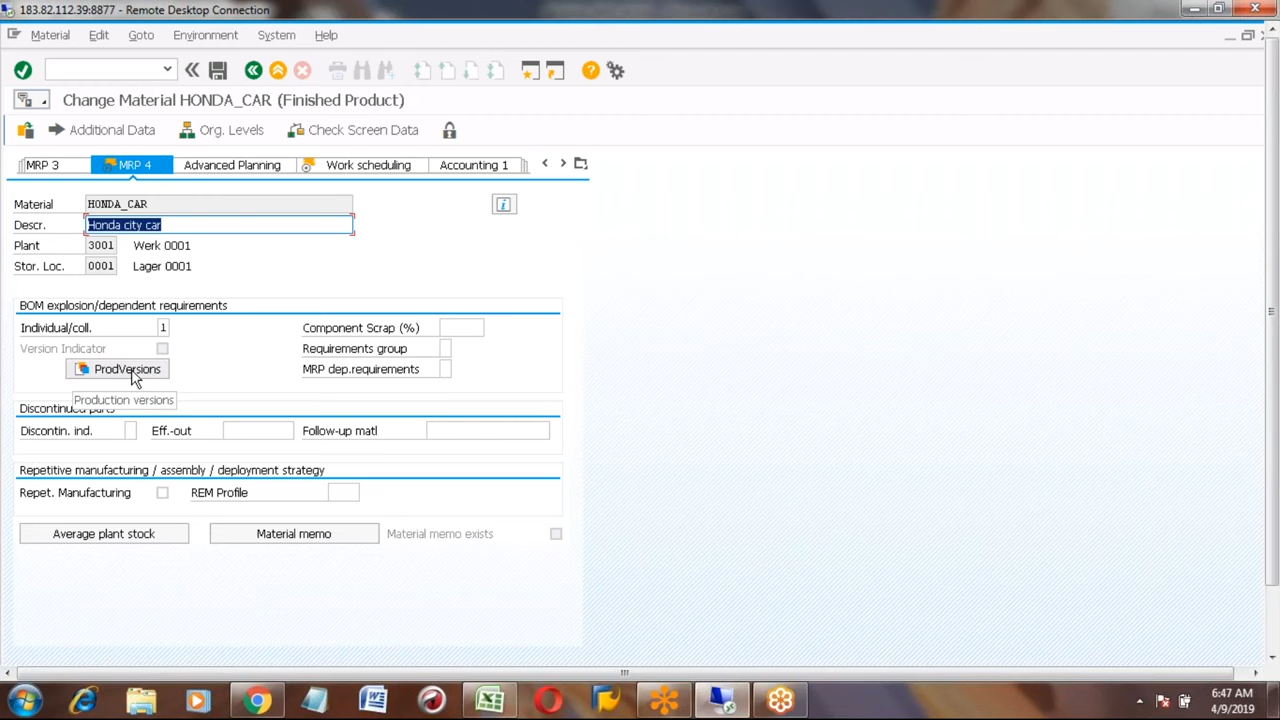 183.82.112.39:8877 - Remote Desktop Connection
Material Edit Goto Environment System Help
Change Material HONDA_CAR (Finished Product)
Additional Data Org. Levels Check Screen Data
MRP 3 MRP 4 Advanced Planning Work scheduling Accounting 1
Material HONDA_CAR
Descr. Honda city car
Plant 3001 Werk 0001
Stor. Loc. 0001 Lager 0001
BOM explosion/dependent requirements
Individual/coll. 1 Component Scrap (%)
Version Indicator Requirements group
ProdVersions MRP dep.requirements
Production versions
Discontinued parts
Discontin. ind. Eff.-out Follow-up matl
Repetitive manufacturing / assembly / deployment strategy
Repet. Manufacturing REM Profile
Average plant stock Material memo Material memo exists
6:47 AM
4/9/2019